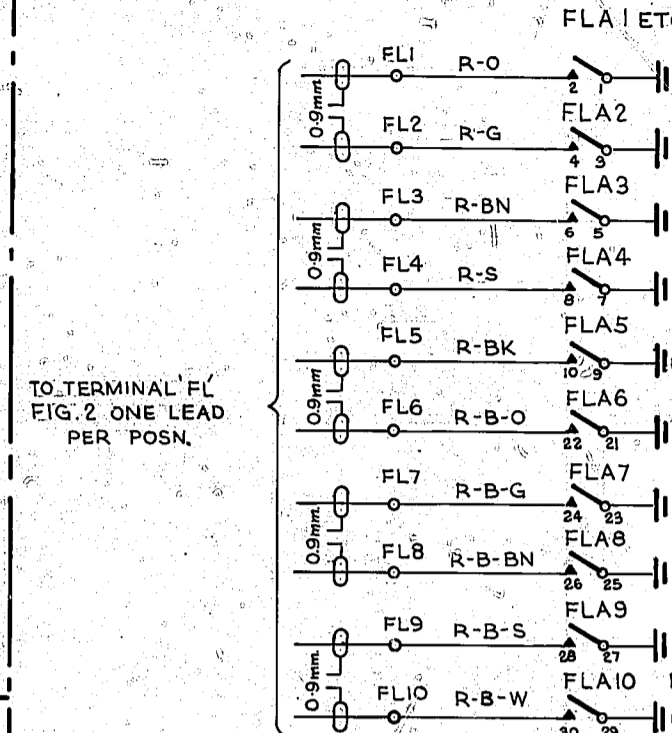 FLA 1 ET
FL1 R-O 2 1
0.9mm
FL2 R-G 4 3 FLA2
FL3 R-BN 6 5 FLA3
0.9mm
FL4 R-S 8 7 FLA4
FL5 R-BK 10 9 FLA5
0.9mm
TO TERMINAL 'FL'
FIG. 2 ONE LEAD
PER POSN.
FL6 R-B-O 22 21 FLA6
FL7 R-B-G 24 23 FLA7
0.9mm.
FL8 R-B-BN 26 25 FLA8
FL9 R-B-S 28 27 FLA9
0.9mm.
FL10 R-B-W 30 29 FLA10